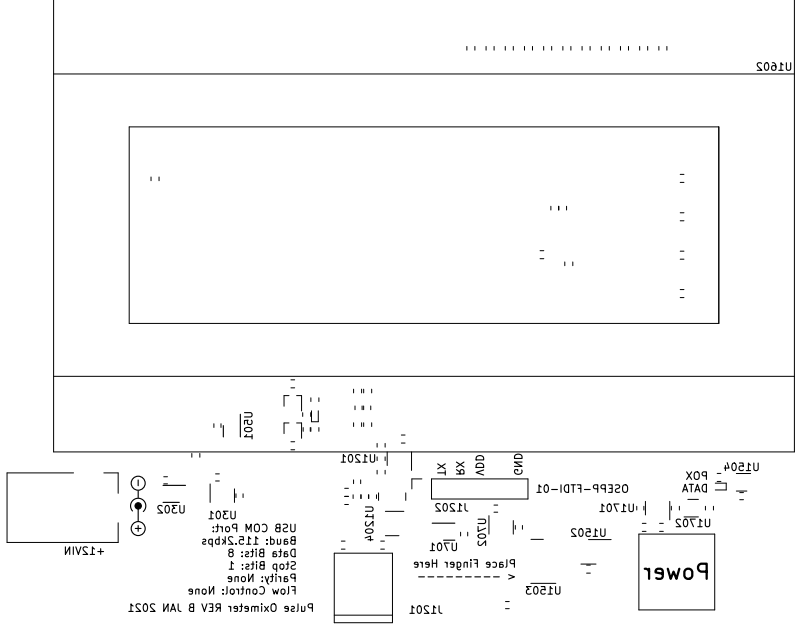 U1602
U501
U1201
TX
RX
VDD
GND
OSEPP-FTDI-01
J1202
U1504
POX
DATA
U1701
U1702
U302
U301
+12VIN
U1204
U701
U702
U1502
U1503
USB COM Port:
Baud: 115.2kbps
Data Bits: 8
Stop Bits: 1
Parity: None
Flow Control: None
Pulse Oximeter REV B JAN 2021
J1201
Place Finger Here
< ----------
Power